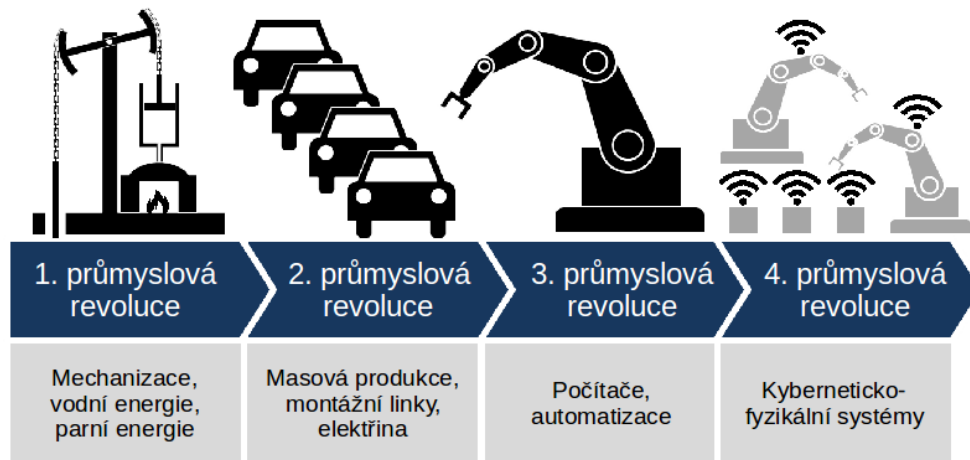 1. průmyslová
revoluce
2. průmyslová
revoluce
3. průmyslová
revoluce
4. průmyslová
revoluce
Mechanizace,
vodní energie,
parní energie
Masová produkce,
montážní linky,
elektřina
Počítače,
automatizace
Kyberneticko-
fyzikální systémy